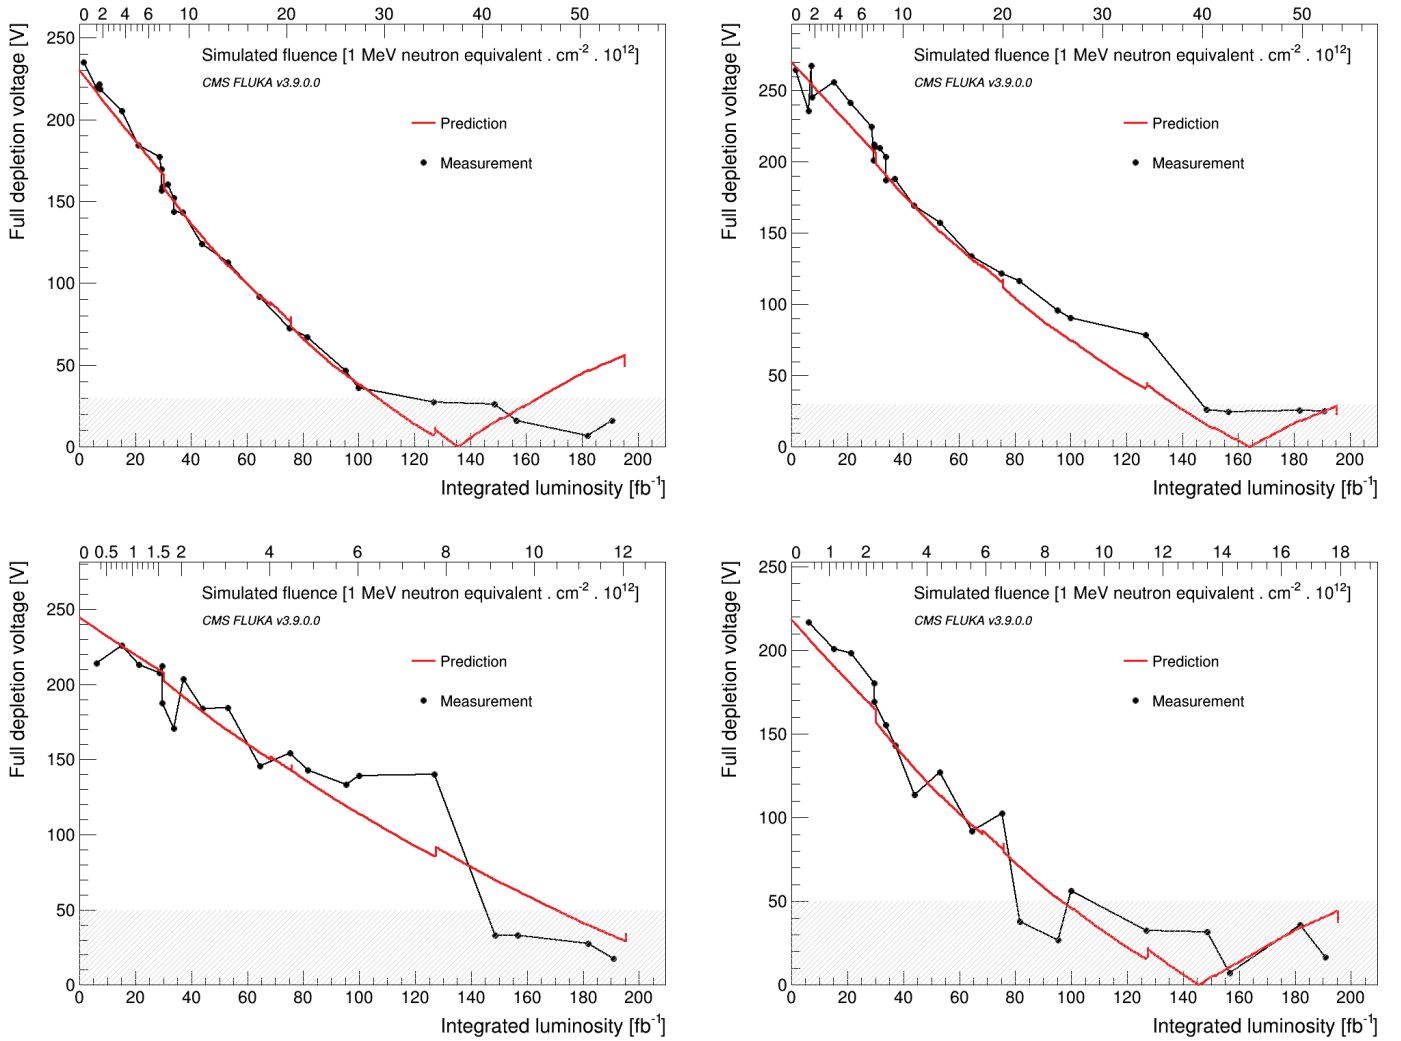 0 2 4 6 10 20 30 40 50
Full depletion voltage [V]
250
200
150
100
50
0
Simulated fluence [1 MeV neutron equivalent . cm-2 . 1012]
CMS FLUKA v3.9.0.0
Prediction
Measurement
0 20 40 60 80 100 120 140 160 180 200
Integrated luminosity [fb-1]
0 2 4 6 10 20 30 40 50
Full depletion voltage [V]
250
200
150
100
50
0
Simulated fluence [1 MeV neutron equivalent . cm-2 . 1012]
CMS FLUKA v3.9.0.0
Prediction
Measurement
0 20 40 60 80 100 120 140 160 180 200
Integrated luminosity [fb-1]
0 0.5 1 1.5 2 4 6 8 10 12
Full depletion voltage [V]
250
200
150
100
50
0
Simulated fluence [1 MeV neutron equivalent . cm-2 . 1012]
CMS FLUKA v3.9.0.0
Prediction
Measurement
0 20 40 60 80 100 120 140 160 180 200
Integrated luminosity [fb-1]
0 1 2 4 6 8 10 12 14 16 18
Full depletion voltage [V]
250
200
150
100
50
0
Simulated fluence [1 MeV neutron equivalent . cm-2 . 1012]
CMS FLUKA v3.9.0.0
Prediction
Measurement
0 20 40 60 80 100 120 140 160 180 200
Integrated luminosity [fb-1]